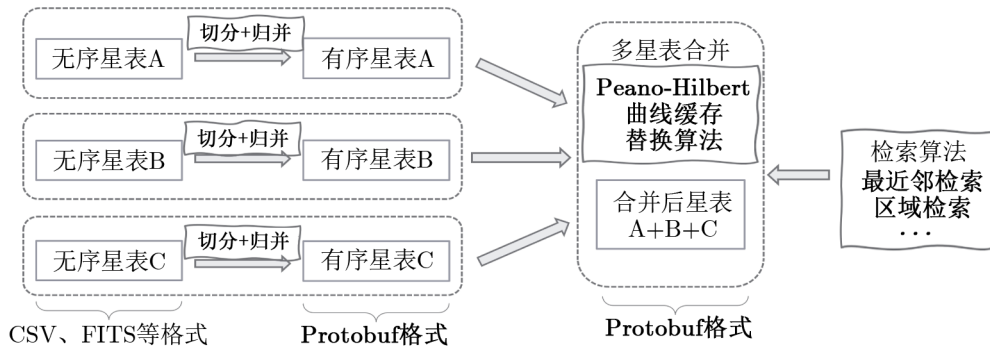 切分+归并
无序星表A
有序星表A
切分+归并
无序星表B
有序星表B
切分+归并
无序星表C
有序星表C
CSV、FITS等格式
Protobuf格式
多星表合并
Peano-Hilbert
曲线缓存
替换算法
合并后星表
A+B+C
Protobuf格式
检索算法
最近邻检索
区域检索
...